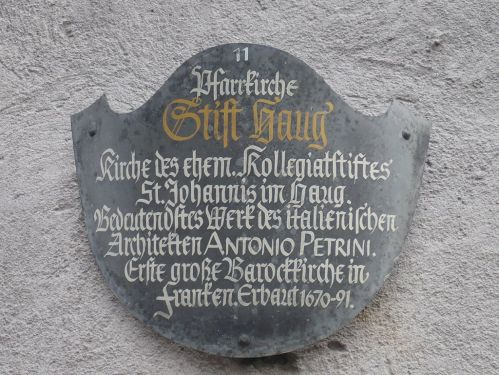 11
Pfarrkirche
Stift Haug
Kirche des ehem. Kollegiatstiftes
St. Johannis im Haug.
Bedeutendstes Werk des italienischen
Architekten ANTONIO PETRINI.
Erste große Barockkirche in
Franken. Erbaut 1670-91.